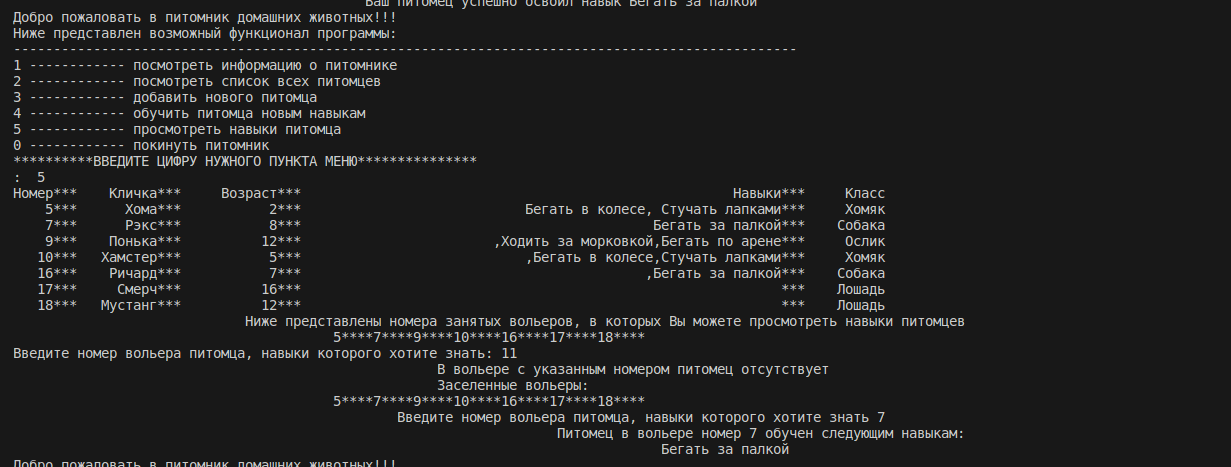 Ваш питомец успешно освоил навык Бегать за палкой
Добро пожаловать в питомник домашних животных!!!
Ниже представлен возможный функционал программы:
--------------------------------------------------------------------------------------------------
1 ------------ посмотреть информацию о питомнике
2 ------------ посмотреть список всех питомцев
3 ------------ добавить нового питомца
4 ------------ обучить питомца новым навыкам
5 ------------ просмотреть навыки питомца
0 ------------ покинуть питомник
**********ВВЕДИТЕ ЦИФРУ НУЖНОГО ПУНКТА МЕНЮ***************
: 5
Номер*** Кличка*** Возраст*** Навыки*** Класс
5*** Хома*** 2*** Бегать в колесе, Стучать лапками*** Хомяк
7*** Рэкс*** 8*** Бегать за палкой*** Собака
9*** Понька*** 12*** ,Ходить за морковкой,Бегать по арене*** Ослик
10*** Хамстер*** 5*** ,Бегать в колесе,Стучать лапками*** Хомяк
16*** Ричард*** 7*** ,Бегать за палкой*** Собака
17*** Смерч*** 16*** *** Лошадь
18*** Мустанг*** 12*** *** Лошадь
Ниже представлены номера занятых вольеров, в которых Вы можете просмотреть навыки питомцев
5****7****9****10****16****17****18****
Введите номер вольера питомца, навыки которого хотите знать: 11
В вольере с указанным номером питомец отсутствует
Заселенные вольеры:
5****7****9****10****16****17****18****
Введите номер вольера питомца, навыки которого хотите знать 7
Питомец в вольере номер 7 обучен следующим навыкам:
Бегать за палкой
Добро пожаловать в питомник домашних животных!!!